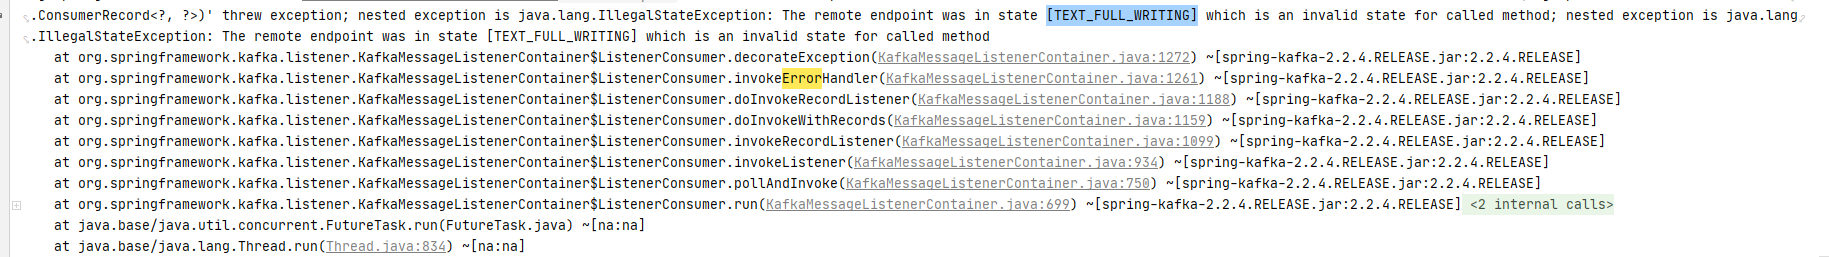 .ConsumerRecord<?, ?>)' threw exception; nested exception is java.lang.IllegalStateException: The remote endpoint was in state [TEXT_FULL_WRITING] which is an invalid state for called method; nested exception is java.lang
.IllegalStateException: The remote endpoint was in state [TEXT_FULL_WRITING] which is an invalid state for called method
at org.springframework.kafka.listener.KafkaMessageListenerContainer$ListenerConsumer.decorateException(KafkaMessageListenerContainer.java:1272) ~[spring-kafka-2.2.4.RELEASE.jar:2.2.4.RELEASE]
at org.springframework.kafka.listener.KafkaMessageListenerContainer$ListenerConsumer.invokeErrorHandler(KafkaMessageListenerContainer.java:1261) ~[spring-kafka-2.2.4.RELEASE.jar:2.2.4.RELEASE]
at org.springframework.kafka.listener.KafkaMessageListenerContainer$ListenerConsumer.doInvokeRecordListener(KafkaMessageListenerContainer.java:1188) ~[spring-kafka-2.2.4.RELEASE.jar:2.2.4.RELEASE]
at org.springframework.kafka.listener.KafkaMessageListenerContainer$ListenerConsumer.doInvokeWithRecords(KafkaMessageListenerContainer.java:1159) ~[spring-kafka-2.2.4.RELEASE.jar:2.2.4.RELEASE]
at org.springframework.kafka.listener.KafkaMessageListenerContainer$ListenerConsumer.invokeRecordListener(KafkaMessageListenerContainer.java:1099) ~[spring-kafka-2.2.4.RELEASE.jar:2.2.4.RELEASE]
at org.springframework.kafka.listener.KafkaMessageListenerContainer$ListenerConsumer.invokeListener(KafkaMessageListenerContainer.java:934) ~[spring-kafka-2.2.4.RELEASE.jar:2.2.4.RELEASE]
at org.springframework.kafka.listener.KafkaMessageListenerContainer$ListenerConsumer.pollAndInvoke(KafkaMessageListenerContainer.java:750) ~[spring-kafka-2.2.4.RELEASE.jar:2.2.4.RELEASE]
at org.springframework.kafka.listener.KafkaMessageListenerContainer$ListenerConsumer.run(KafkaMessageListenerContainer.java:699) ~[spring-kafka-2.2.4.RELEASE.jar:2.2.4.RELEASE] <2 internal calls>
at java.base/java.util.concurrent.FutureTask.run(FutureTask.java) ~[na:na]
at java.base/java.lang.Thread.run(Thread.java:834) ~[na:na]